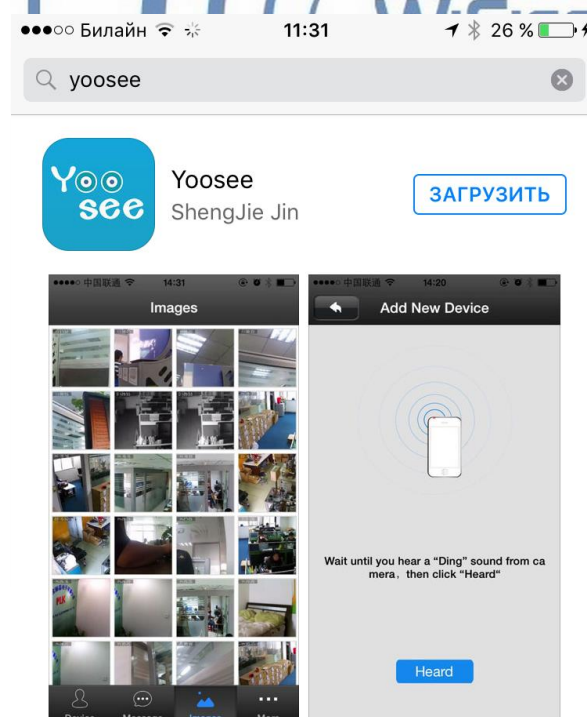 Билайн 11:31 26 %
yoosee
Yoosee
Yoosee
ShengJie Jin
ЗАГРУЗИТЬ
中国联通 14:31
Images
中国联通 14:20
Add New Device
Wait until you hear a “Ding” sound from ca
mera，then click “Heard“
Heard